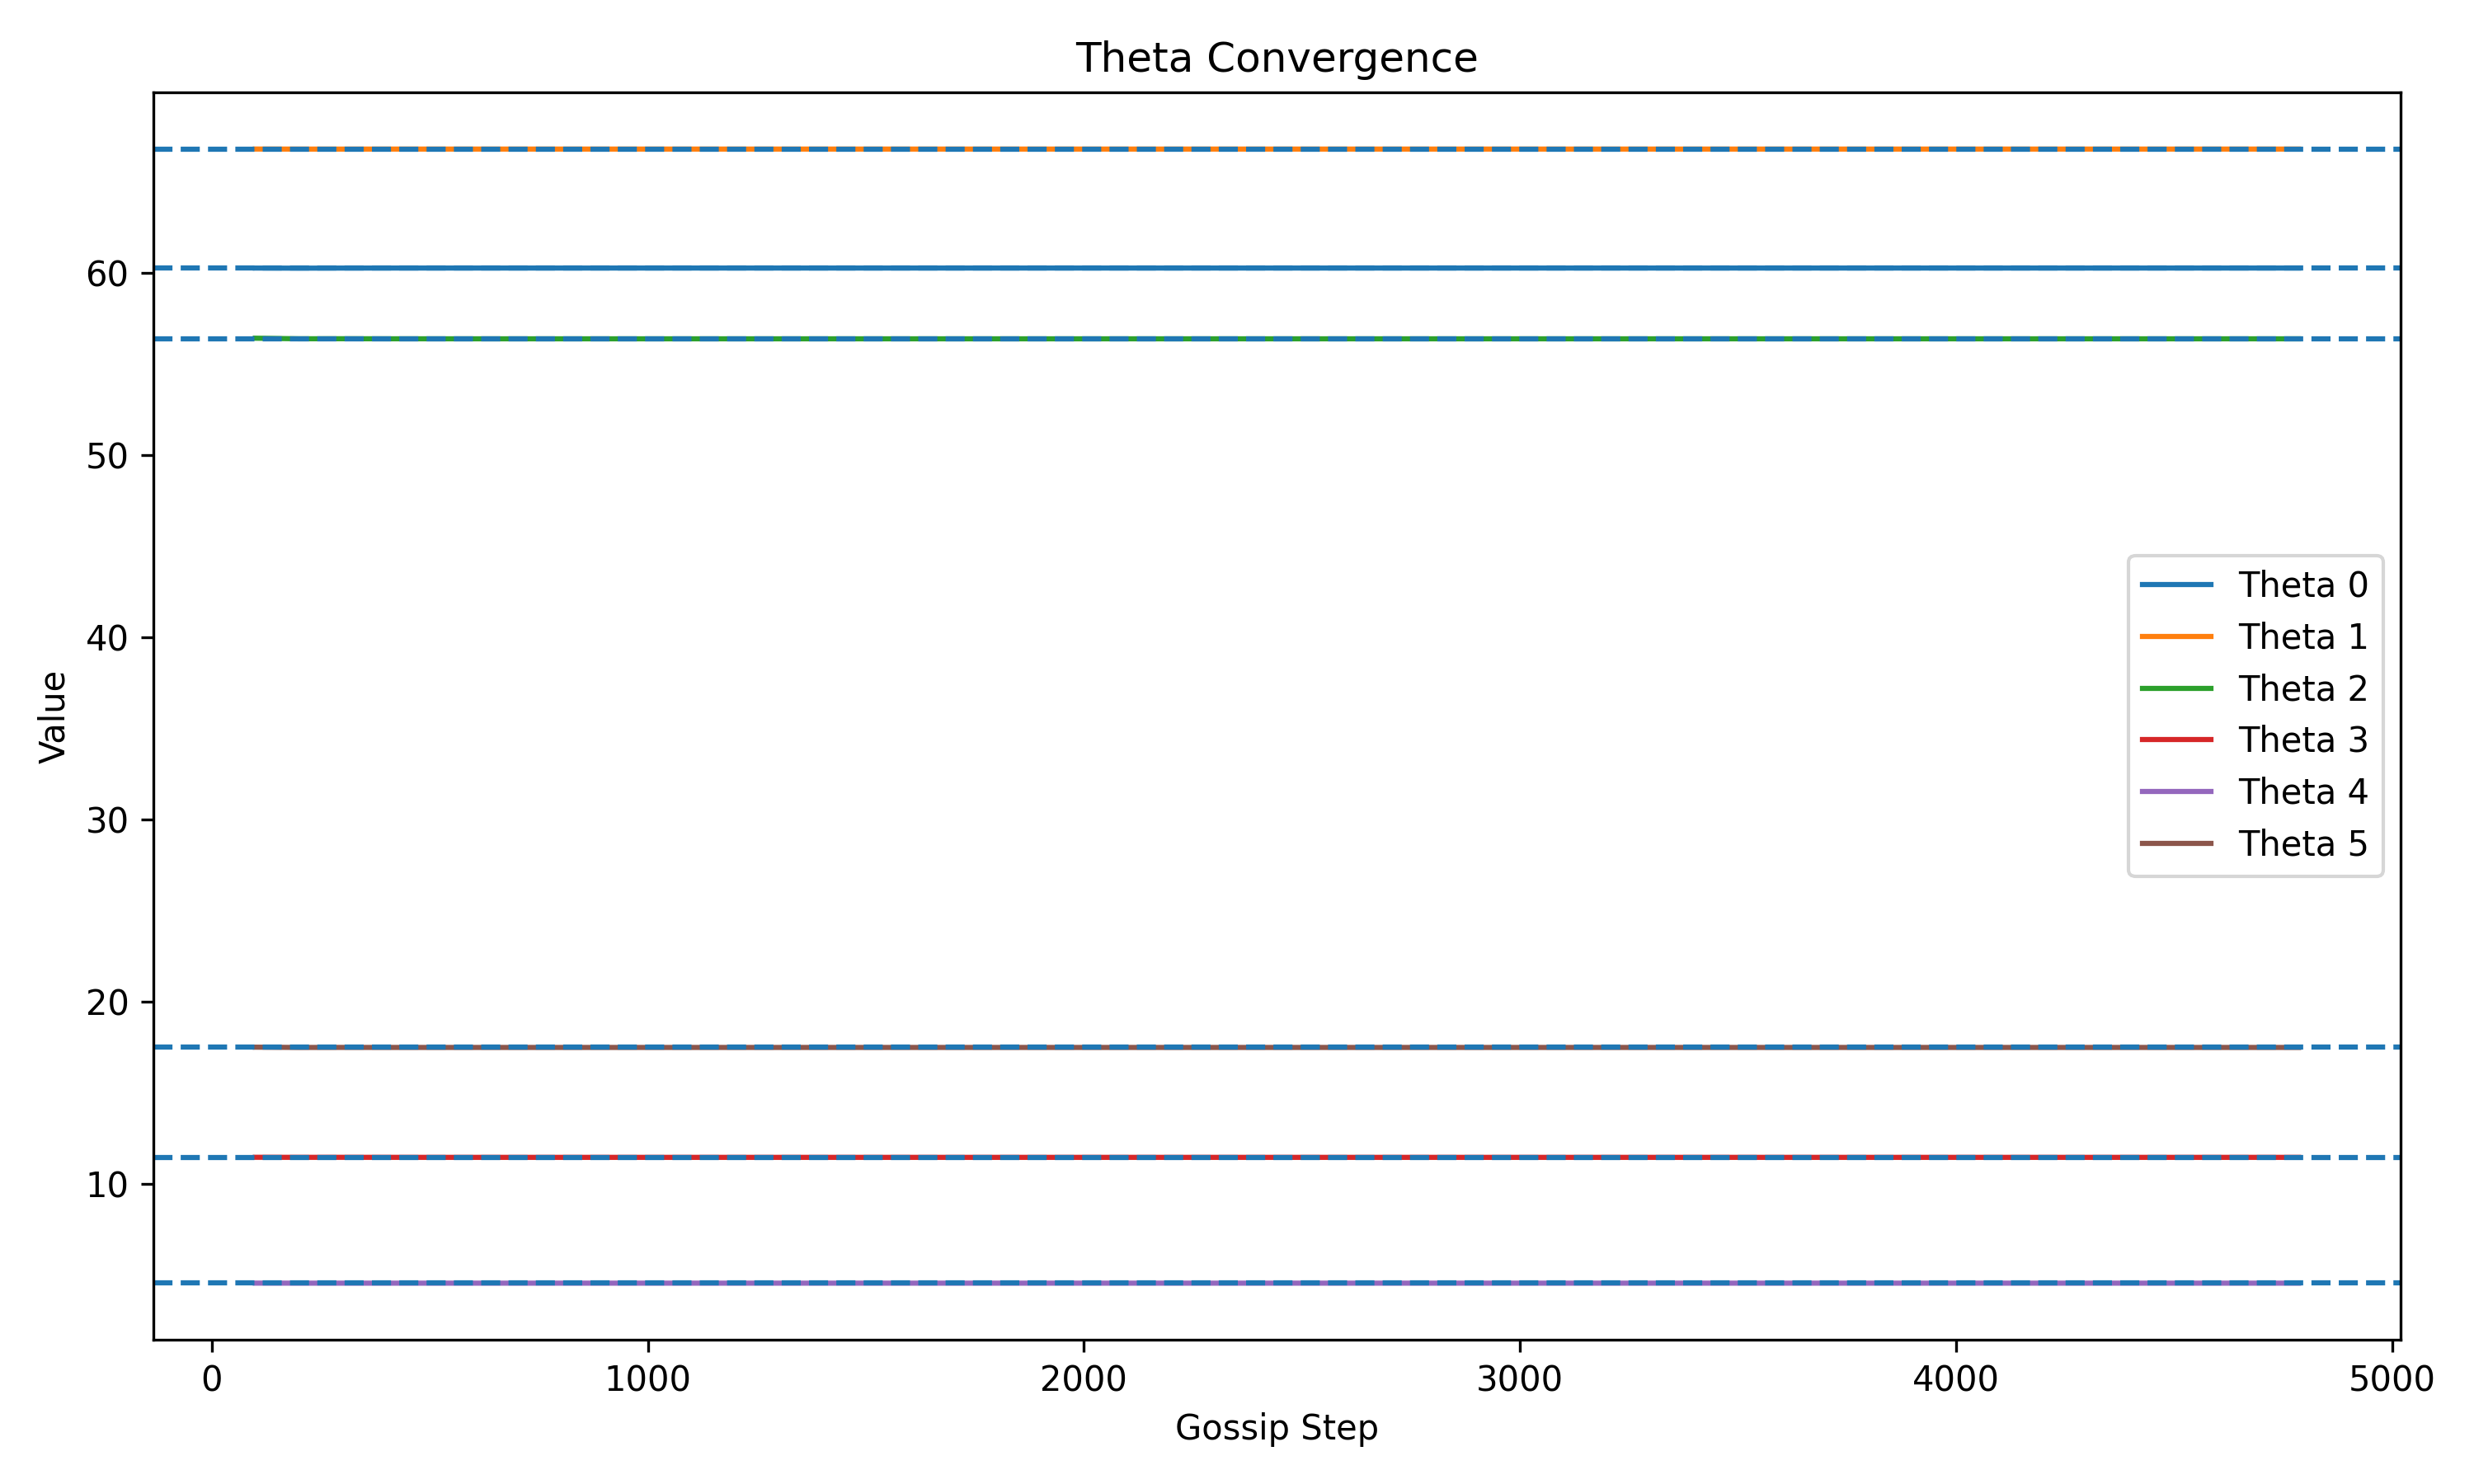 Theta Convergence
60
50
40
30
20
10
Value
Theta 0
Theta 1
Theta 2
Theta 3
Theta 4
Theta 5
0 1000 2000 3000 4000 5000
Gossip Step